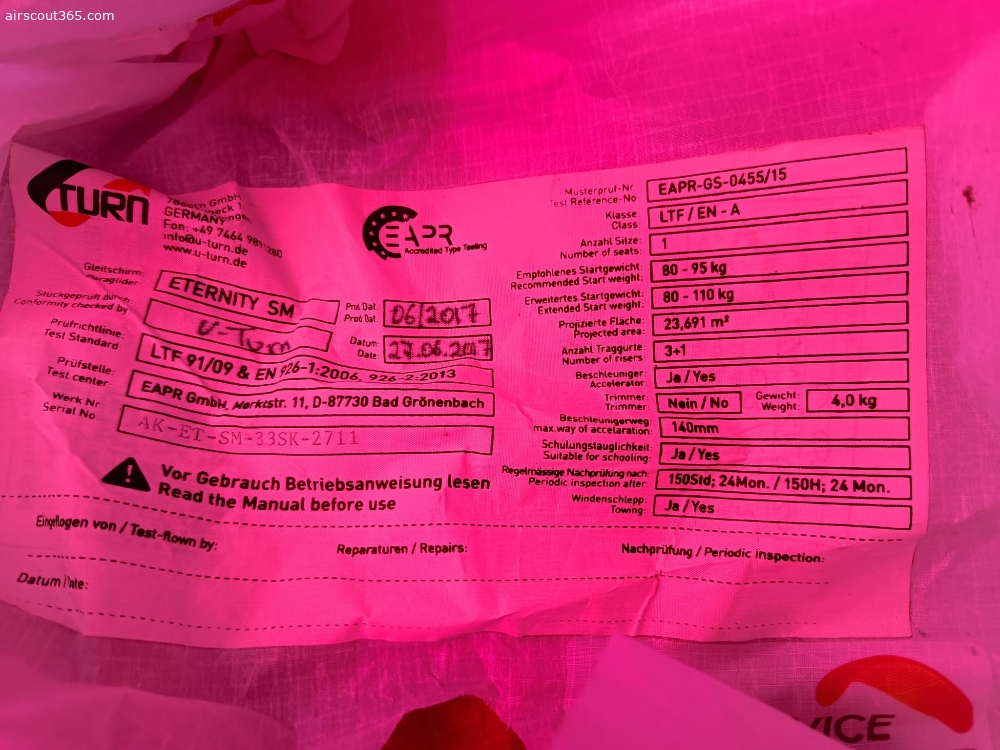 airscout365.com
TURN
GmbH
GERMANY
Fon: +49 7464 9891280
info@u-turn.de
www.u-turn.de
EAPR
Accredited Type Testing
Gleitschirm:
Paraglider:
ETERNITY SM
Prod.Dat.
06/2017
Stückgeprüft durch:
Conformity checked by
U-Turn
Datum:
Date:
27.06.2017
Prüfrichtlinie
Test Standard:
LTF 91/09 & EN 926-1:2006, 926-2:2013
Prüfstelle:
Test center:
EAPR GmbH, Marktstr. 11, D-87730 Bad Grönenbach
Werk Nr.
Serial No
AK-ET-SM-33SK-2711
Vor Gebrauch Betriebsanweisung lesen
Read the Manual before use
Musterpruf-Nr.
Test Reference-No
EAPR-GS-0455/15
Klasse
Class:
LTF / EN - A
Anzahl Sitze:
Number of seats:
1
Empfohlenes Startgewicht:
Recommended Start weight:
80 - 95 kg
Erweitertes Startgewicht:
Extended Start weight:
80 - 110 kg
Projizierte Fläche:
Projected area:
23,691 m²
Anzahl Traggurte:
Number of risers:
3+1
Beschleuniger:
Accelerator:
Ja / Yes
Trimmer:
Trimmer:
Nein / No
Gewicht:
Weight:
4,0 kg
Beschleunigerweg:
max.way of accelaration:
140mm
Schulungstauglichkeit:
Suitable for schooling:
Ja / Yes
Regelmässige Nachprüfung nach:
Periodic inspection after:
150Std; 24Mon. / 150H; 24 Mon.
Windenschlepp:
Towing:
Ja / Yes
Eingeflogen von / Test-flown by:
Reparaturen / Repairs:
Nachprüfung / Periodic inspection:
Datum / Date:
VICE